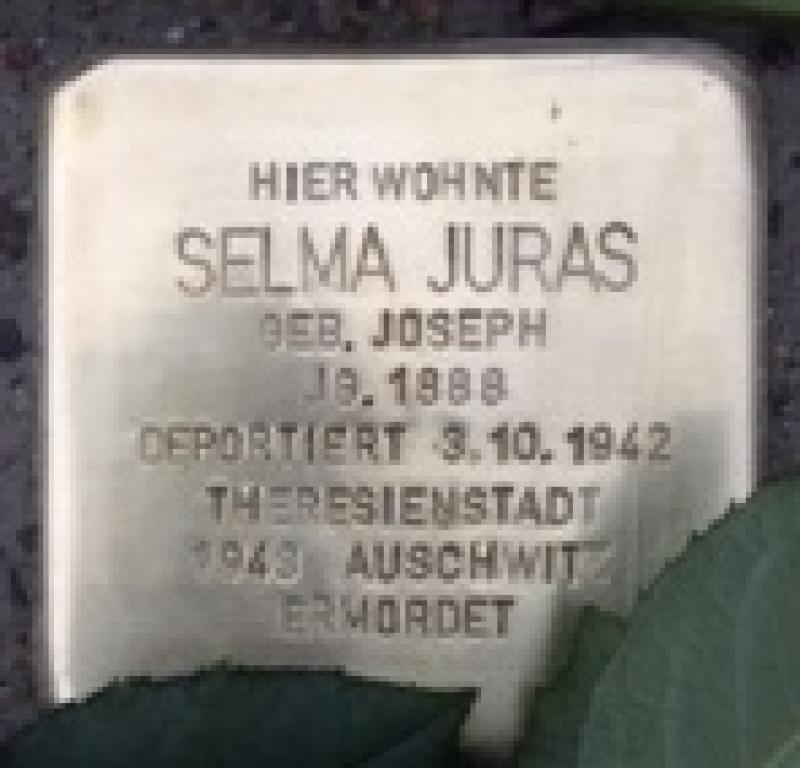 HIER WOHNTE
SELMA JURAS
GEB. JOSEPH
JG. 1888
DEPORTIERT 3.10.1942
THERESIENSTADT
1943 AUSCHWITZ
ERMORDET